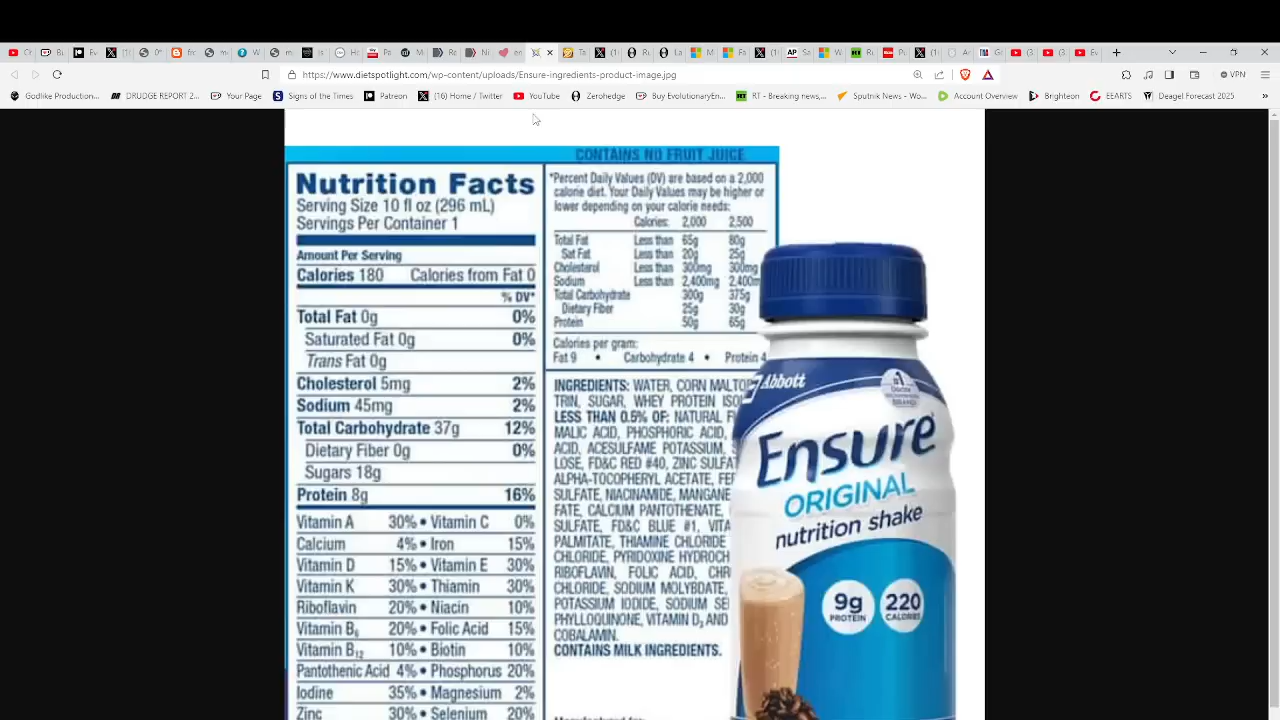 https://www.dietspotlight.com/wp-content/uploads/Ensure-ingredients-product-image.jpg
VPN
Godlike Production...
DRUDGE REPORT 2...
Your Page
Signs of the Times
Patreon
(16) Home / Twitter
YouTube
Zerohedge
Buy EvolutionaryEn...
RT - Breaking news,...
Sputnik News - Wo...
Account Overview
Brighteon
EEARTS
Deagel Forecast 2025
CONTAINS NO FRUIT JUICE
Nutrition Facts
Serving Size 10 fl oz (296 mL)
Servings Per Container 1
Amount Per Serving
Calories 180 Calories from Fat 0
% DV*
Total Fat 0g 0%
Saturated Fat 0g 0%
Trans Fat 0g
Cholesterol 5mg 2%
Sodium 45mg 2%
Total Carbohydrate 37g 12%
Dietary Fiber 0g 0%
Sugars 18g
Protein 8g 16%
Vitamin A 30% • Vitamin C 0%
Calcium 4% • Iron 15%
Vitamin D 15% • Vitamin E 30%
Vitamin K 30% • Thiamin 30%
Riboflavin 20% • Niacin 10%
Vitamin B6 20% • Folic Acid 15%
Vitamin B12 10% • Biotin 10%
Pantothenic Acid 4% • Phosphorus 20%
Iodine 35% • Magnesium 2%
Zinc 30% • Selenium 20%
*Percent Daily Values (DV) are based on a 2,000
calorie diet. Your Daily Values may be higher or
lower depending on your calorie needs:
Calories: 2,000 2,500
Total Fat Less than 65g 80g
Sat Fat Less than 20g 25g
Cholesterol Less than 300mg 300mg
Sodium Less than 2,400mg 2,400m
Total Carbohydrate 300g 375g
Dietary Fiber 25g 30g
Protein 50g 65g
Calories per gram:
Fat 9 • Carbohydrate 4 • Protein 4
INGREDIENTS: WATER, CORN MALTO
TRIN, SUGAR, WHEY PROTEIN ISO
LESS THAN 0.5% OF: NATURAL F
MALIC ACID, PHOSPHORIC ACID,
ACID, ACESULFAME POTASSIUM, S
LOSE, FD&C RED #40, ZINC SULFA
ALPHA-TOCOPHERYL ACETATE, FE
SULFATE, NIACINAMIDE, MANGANE
FATE, CALCIUM PANTOTHENATE,
SULFATE, FD&C BLUE #1, VITA
PALMITATE, THIAMINE CHLORIDE
CHLORIDE, PYRIDOXINE HYDROCH
RIBOFLAVIN, FOLIC ACID, CHR
CHLORIDE, SODIUM MOLYBDATE,
POTASSIUM IODIDE, SODIUM SE
PHYLLOQUINONE, VITAMIN D3 AND
COBALAMIN.
CONTAINS MILK INGREDIENTS.
Abbott
#1
BRAND
Ensure®
ORIGINAL
nutrition shake
9g
PROTEIN
220
CALORIES